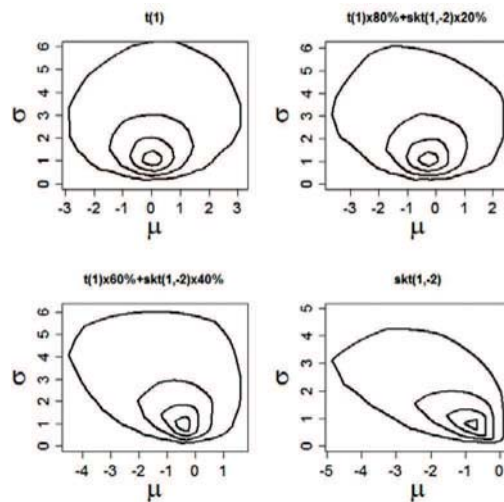 t(1)
t(1)x80%+skt(1,-2)x20%
σ
0 1 2 3 4 5 6
-3 -2 -1 0 1 2 3
μ
σ
0 1 2 3 4 5 6
-3 -2 -1 0 1 2
μ
t(1)x60%+skt(1,-2)x40%
skt(1,-2)
σ
0 1 2 3 4 5 6
-4 -3 -2 -1 0 1
μ
σ
0 1 2 3 4 5
-5 -4 -3 -2 -1 0
μ